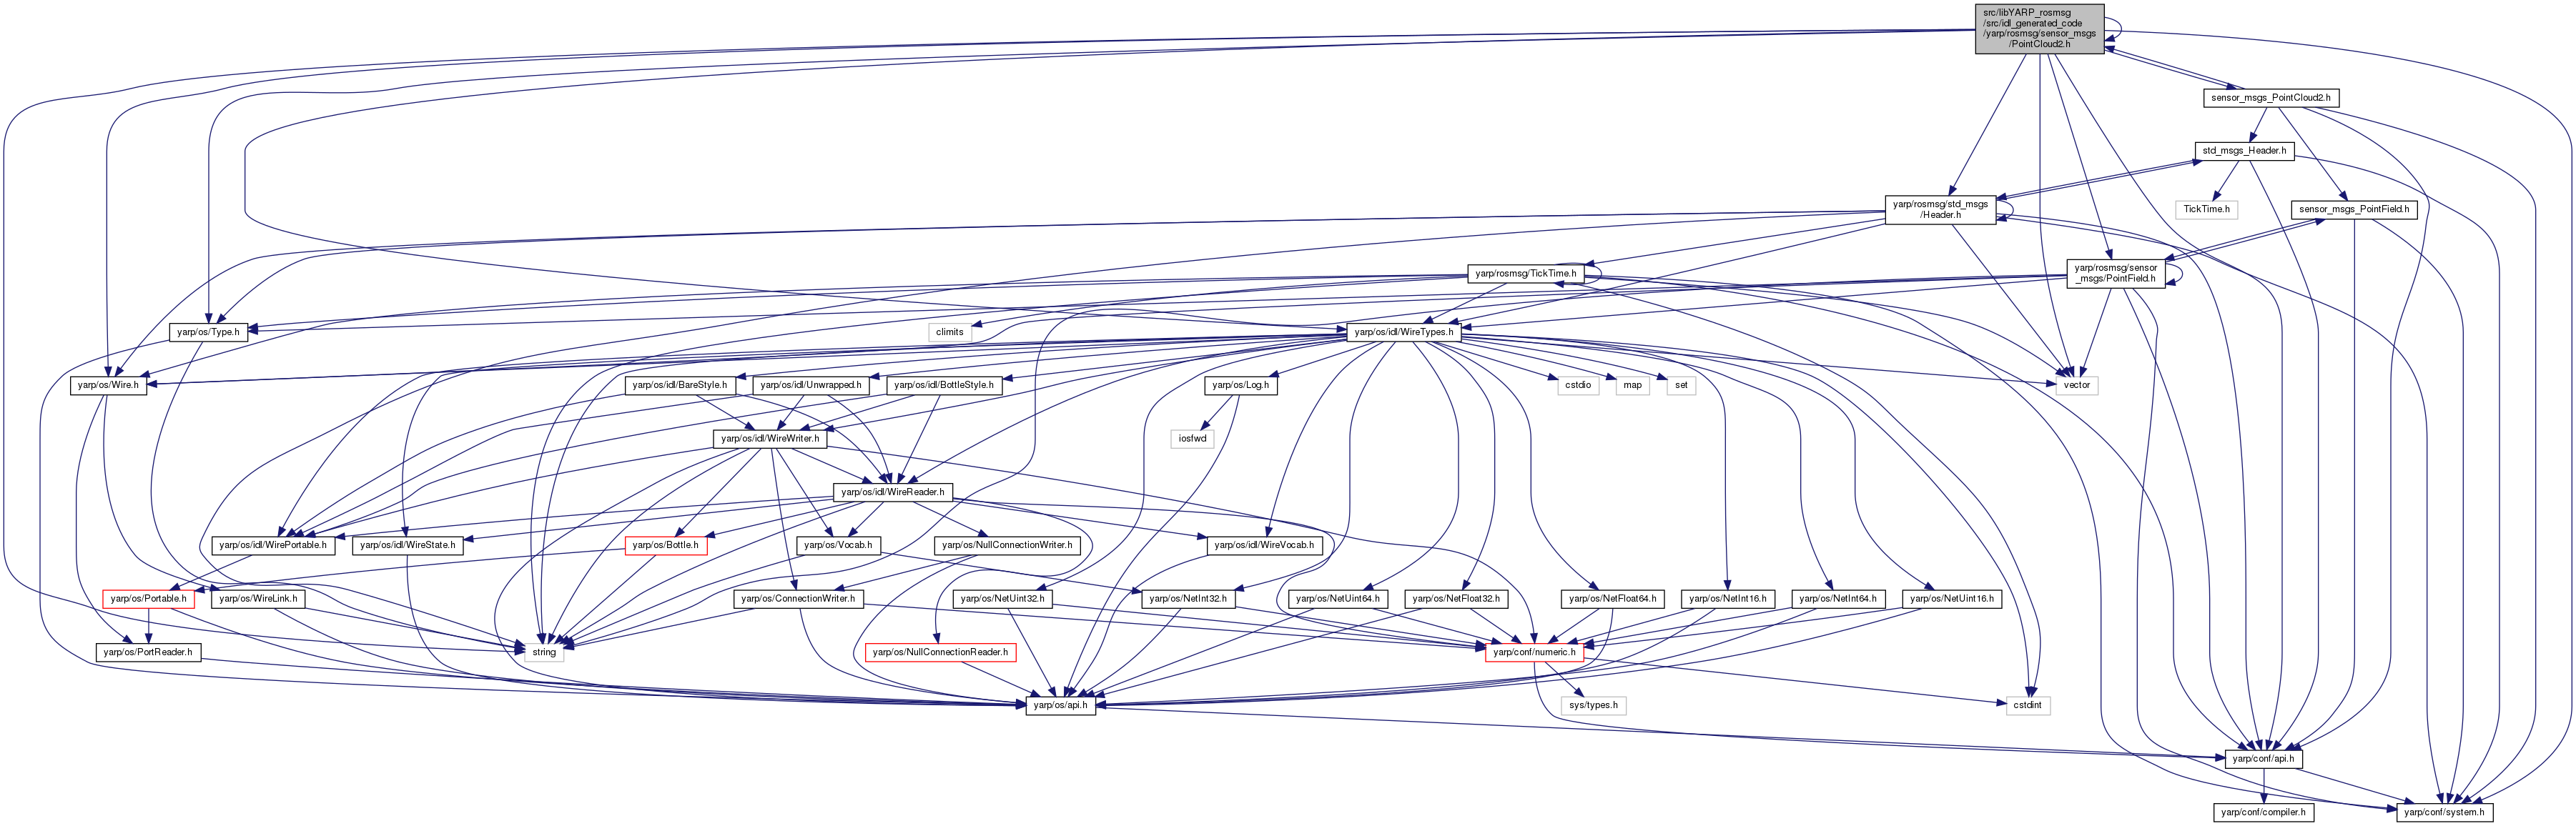 src/libYARP_rosmsg
/src/idl_generated_code
/yarp/rosmsg/sensor_msgs
/PointCloud2.h
sensor_msgs_PointCloud2.h
std_msgs_Header.h
yarp/rosmsg/std_msgs
/Header.h
TickTime.h
sensor_msgs_PointField.h
yarp/rosmsg/TickTime.h
yarp/rosmsg/sensor
_msgs/PointField.h
yarp/os/Type.h
climits
yarp/os/idl/WireTypes.h
yarp/os/Wire.h
yarp/os/idl/BareStyle.h
yarp/os/idl/Unwrapped.h
yarp/os/idl/BottleStyle.h
yarp/os/Log.h
cstdio
map
set
vector
yarp/os/idl/WireWriter.h
iosfwd
yarp/os/idl/WireReader.h
yarp/os/idl/WirePortable.h
yarp/os/idl/WireState.h
yarp/os/Bottle.h
yarp/os/Vocab.h
yarp/os/NullConnectionWriter.h
yarp/os/idl/WireVocab.h
yarp/os/Portable.h
yarp/os/WireLink.h
yarp/os/ConnectionWriter.h
yarp/os/NetUint32.h
yarp/os/NetInt32.h
yarp/os/NetUint64.h
yarp/os/NetFloat32.h
yarp/os/NetFloat64.h
yarp/os/NetInt16.h
yarp/os/NetInt64.h
yarp/os/NetUint16.h
yarp/os/PortReader.h
string
yarp/os/NullConnectionReader.h
yarp/conf/numeric.h
yarp/os/api.h
sys/types.h
cstdint
yarp/conf/api.h
yarp/conf/compiler.h
yarp/conf/system.h